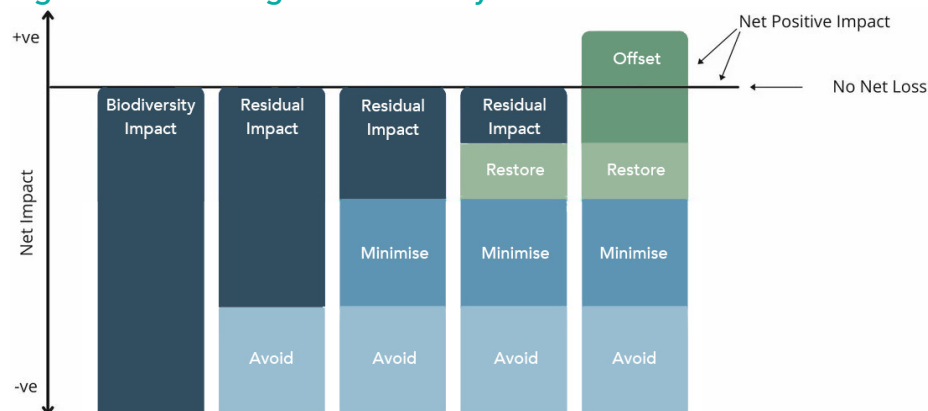 +ve
Net Positive Impact
Offset
No Net Loss
Biodiversity
Impact
Residual
Impact
Residual
Impact
Residual
Impact
Restore
Restore
Net Impact
Minimise
Minimise
Minimise
Avoid
Avoid
Avoid
Avoid
-ve